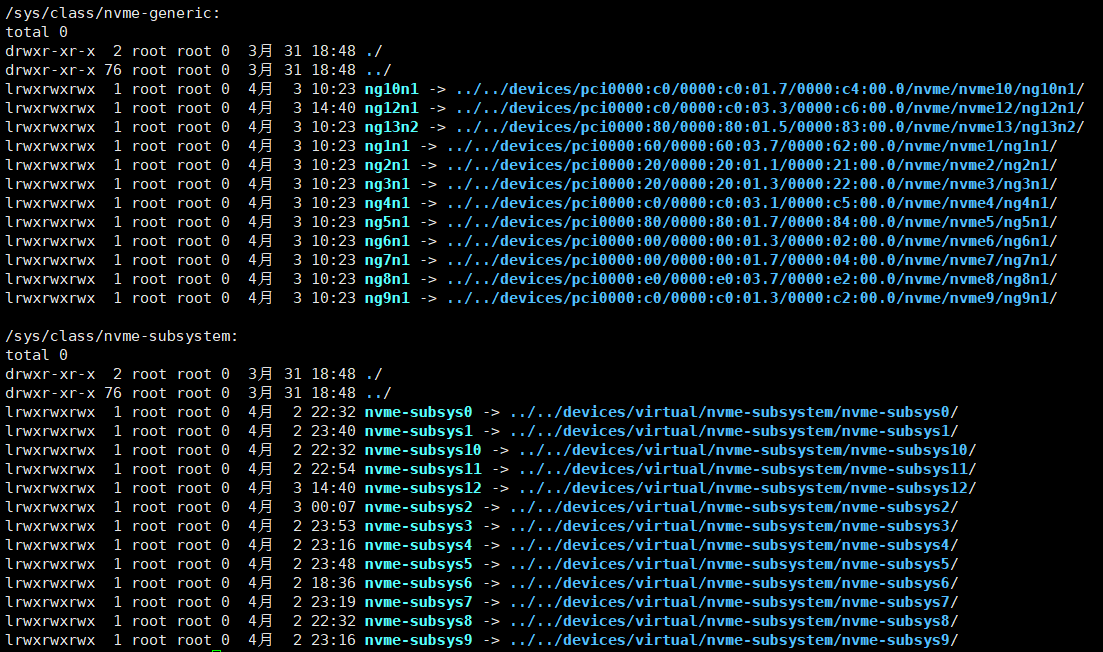 /sys/class/nvme-generic:
total 0
drwxr-xr-x  2 root root 0  3月 31 18:48 ./
drwxr-xr-x 76 root root 0  3月 31 18:48 ../
lrwxrwxrwx  1 root root 0  4月  3 10:23 ng10n1 -> ../../devices/pci0000:c0/0000:c0:01.7/0000:c4:00.0/nvme/nvme10/ng10n1/
lrwxrwxrwx  1 root root 0  4月  3 14:40 ng12n1 -> ../../devices/pci0000:c0/0000:c0:03.3/0000:c6:00.0/nvme/nvme12/ng12n1/
lrwxrwxrwx  1 root root 0  4月  3 10:23 ng13n2 -> ../../devices/pci0000:80/0000:80:01.5/0000:83:00.0/nvme/nvme13/ng13n2/
lrwxrwxrwx  1 root root 0  4月  3 10:23 ng1n1 -> ../../devices/pci0000:60/0000:60:03.7/0000:62:00.0/nvme/nvme1/ng1n1/
lrwxrwxrwx  1 root root 0  4月  3 10:23 ng2n1 -> ../../devices/pci0000:20/0000:20:01.1/0000:21:00.0/nvme/nvme2/ng2n1/
lrwxrwxrwx  1 root root 0  4月  3 10:23 ng3n1 -> ../../devices/pci0000:20/0000:20:01.3/0000:22:00.0/nvme/nvme3/ng3n1/
lrwxrwxrwx  1 root root 0  4月  3 10:23 ng4n1 -> ../../devices/pci0000:c0/0000:c0:03.1/0000:c5:00.0/nvme/nvme4/ng4n1/
lrwxrwxrwx  1 root root 0  4月  3 10:23 ng5n1 -> ../../devices/pci0000:80/0000:80:01.7/0000:84:00.0/nvme/nvme5/ng5n1/
lrwxrwxrwx  1 root root 0  4月  3 10:23 ng6n1 -> ../../devices/pci0000:00/0000:00:01.3/0000:02:00.0/nvme/nvme6/ng6n1/
lrwxrwxrwx  1 root root 0  4月  3 10:23 ng7n1 -> ../../devices/pci0000:00/0000:00:01.7/0000:04:00.0/nvme/nvme7/ng7n1/
lrwxrwxrwx  1 root root 0  4月  3 10:23 ng8n1 -> ../../devices/pci0000:e0/0000:e0:03.7/0000:e2:00.0/nvme/nvme8/ng8n1/
lrwxrwxrwx  1 root root 0  4月  3 10:23 ng9n1 -> ../../devices/pci0000:c0/0000:c0:01.3/0000:c2:00.0/nvme/nvme9/ng9n1/

/sys/class/nvme-subsystem:
total 0
drwxr-xr-x  2 root root 0  3月 31 18:48 ./
drwxr-xr-x 76 root root 0  3月 31 18:48 ../
lrwxrwxrwx  1 root root 0  4月  2 22:32 nvme-subsys0 -> ../../devices/virtual/nvme-subsystem/nvme-subsys0/
lrwxrwxrwx  1 root root 0  4月  2 23:40 nvme-subsys1 -> ../../devices/virtual/nvme-subsystem/nvme-subsys1/
lrwxrwxrwx  1 root root 0  4月  2 22:32 nvme-subsys10 -> ../../devices/virtual/nvme-subsystem/nvme-subsys10/
lrwxrwxrwx  1 root root 0  4月  2 22:54 nvme-subsys11 -> ../../devices/virtual/nvme-subsystem/nvme-subsys11/
lrwxrwxrwx  1 root root 0  4月  3 14:40 nvme-subsys12 -> ../../devices/virtual/nvme-subsystem/nvme-subsys12/
lrwxrwxrwx  1 root root 0  4月  3 00:07 nvme-subsys2 -> ../../devices/virtual/nvme-subsystem/nvme-subsys2/
lrwxrwxrwx  1 root root 0  4月  2 23:53 nvme-subsys3 -> ../../devices/virtual/nvme-subsystem/nvme-subsys3/
lrwxrwxrwx  1 root root 0  4月  2 23:16 nvme-subsys4 -> ../../devices/virtual/nvme-subsystem/nvme-subsys4/
lrwxrwxrwx  1 root root 0  4月  2 23:48 nvme-subsys5 -> ../../devices/virtual/nvme-subsystem/nvme-subsys5/
lrwxrwxrwx  1 root root 0  4月  2 18:36 nvme-subsys6 -> ../../devices/virtual/nvme-subsystem/nvme-subsys6/
lrwxrwxrwx  1 root root 0  4月  2 23:19 nvme-subsys7 -> ../../devices/virtual/nvme-subsystem/nvme-subsys7/
lrwxrwxrwx  1 root root 0  4月  2 22:32 nvme-subsys8 -> ../../devices/virtual/nvme-subsystem/nvme-subsys8/
lrwxrwxrwx  1 root root 0  4月  2 23:16 nvme-subsys9 -> ../../devices/virtual/nvme-subsystem/nvme-subsys9/